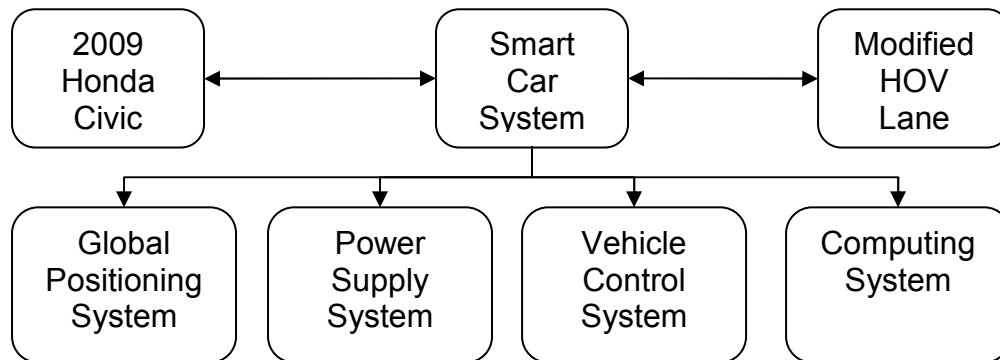 2009
Honda
Civic
Smart
Car
System
Modified
HOV
Lane
Global
Positioning
System
Power
Supply
System
Vehicle
Control
System
Computing
System